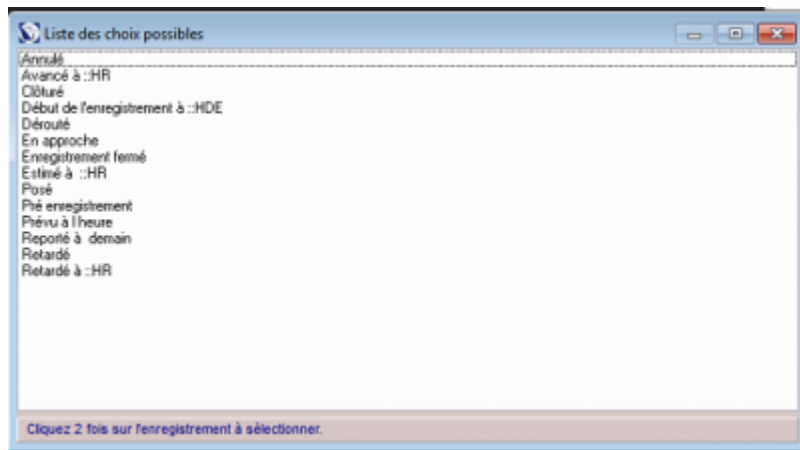 Liste des choix possibles
Annulé
Avancé à ::HR
Clôturé
Début de l'enregistrement à ::HDE
Dérouté
En approche
Enregistrement fermé
Estimé à ::HR
Posé
Pré enregistrement
Prévu à l'heure
Reporté à demain
Retardé
Retardé à ::HR
Cliquez 2 fois sur l'enregistrement à sélectionner.